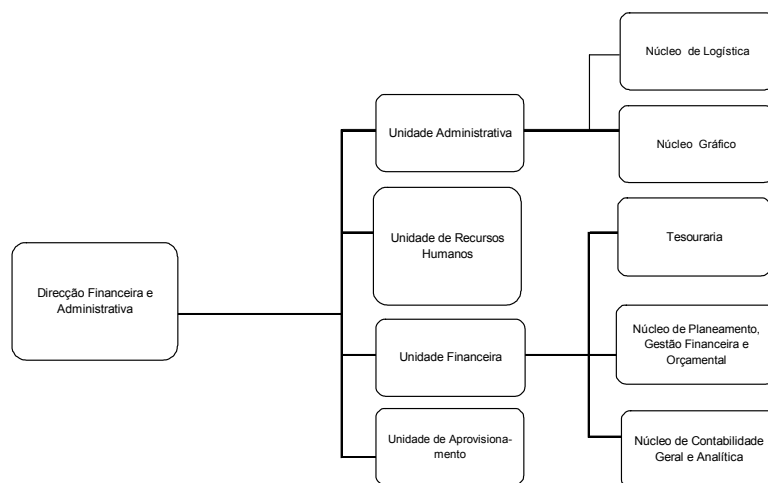 Núcleo de Logística
Unidade Administrativa
Núcleo Gráfico
Unidade de Recursos
Humanos
Tesouraria
Direcção Financeira e
Administrativa
Núcleo de Planeamento,
Gestão Financeira e
Orçamental
Unidade Financeira
Unidade de Aprovisiona-
mento
Núcleo de Contabilidade
Geral e Analítica